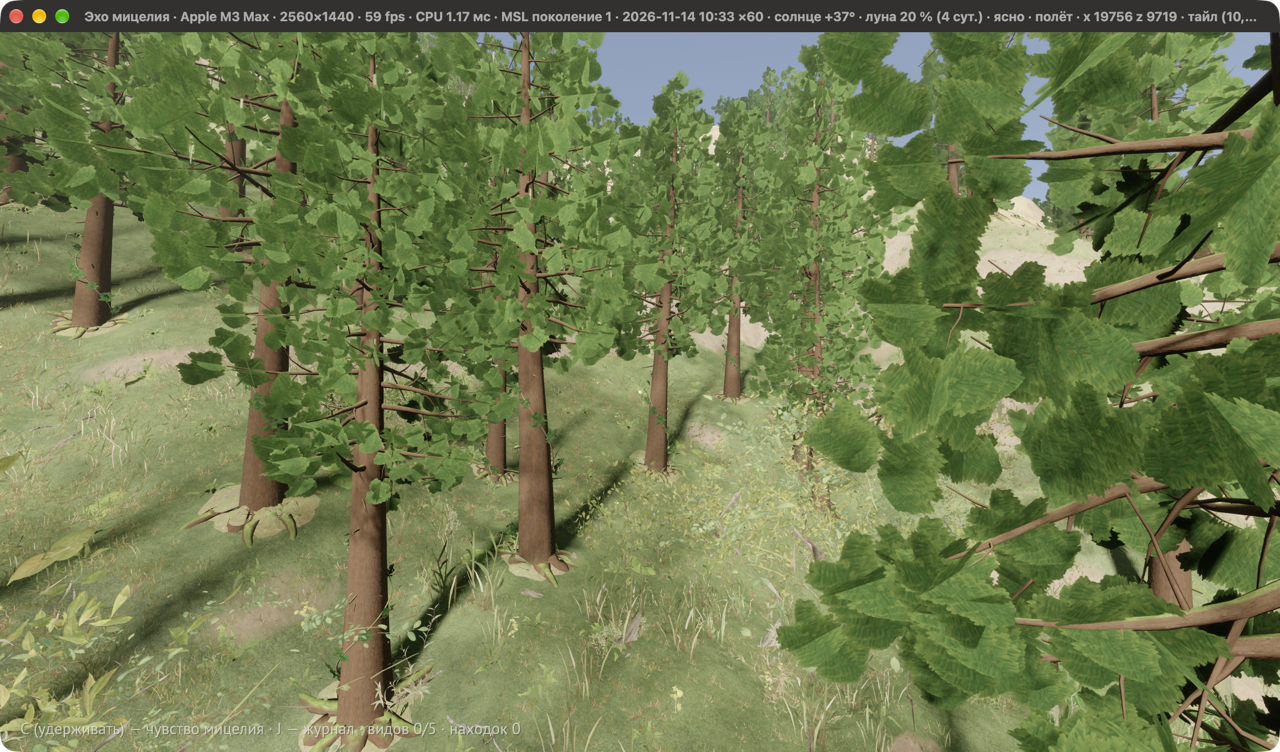 Эхо мицелия · Apple M3 Max · 2560×1440 · 59 fps · CPU 1.17 мс · MSL поколение 1 · 2026-11-14 10:33 ×60 · солнце +37° · луна 20 % (4 сут.) · ясно · полёт · x 19756 z 9719 · тайл (10,...
C (удерживать) — чувство мицелия · J — журнал · видов 0/5 · находок 0